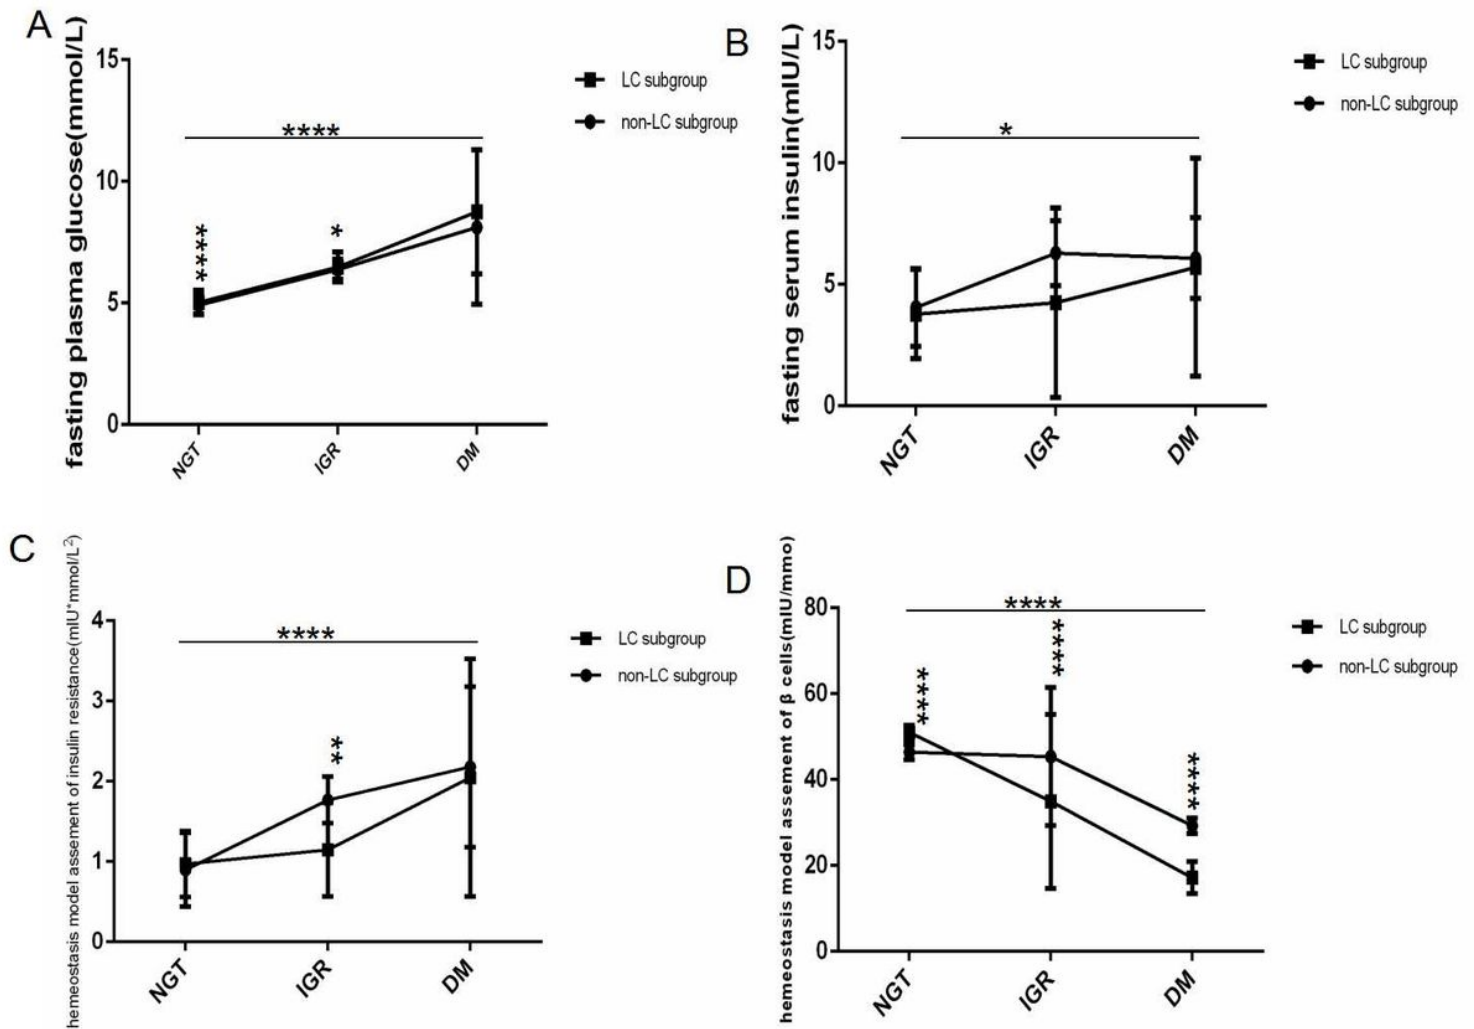 A
fasting plasma glucose(mmol/L)
15
10
5
0
****
****
*
NGT
IGR
DM
LC subgroup
non-LC subgroup
B
fasting serum insulin(mIU/L)
15
10
5
0
*
NGT
IGR
DM
LC subgroup
non-LC subgroup
C
hemeostasis model assement of insulin resistance(mIU*mmol/L²)
4
3
2
1
0
****
**
NGT
IGR
DM
LC subgroup
non-LC subgroup
D
hemeostasis model assement of β cells(mIU/mmo)
80
60
40
20
0
****
****
****
****
NGT
IGR
DM
LC subgroup
non-LC subgroup